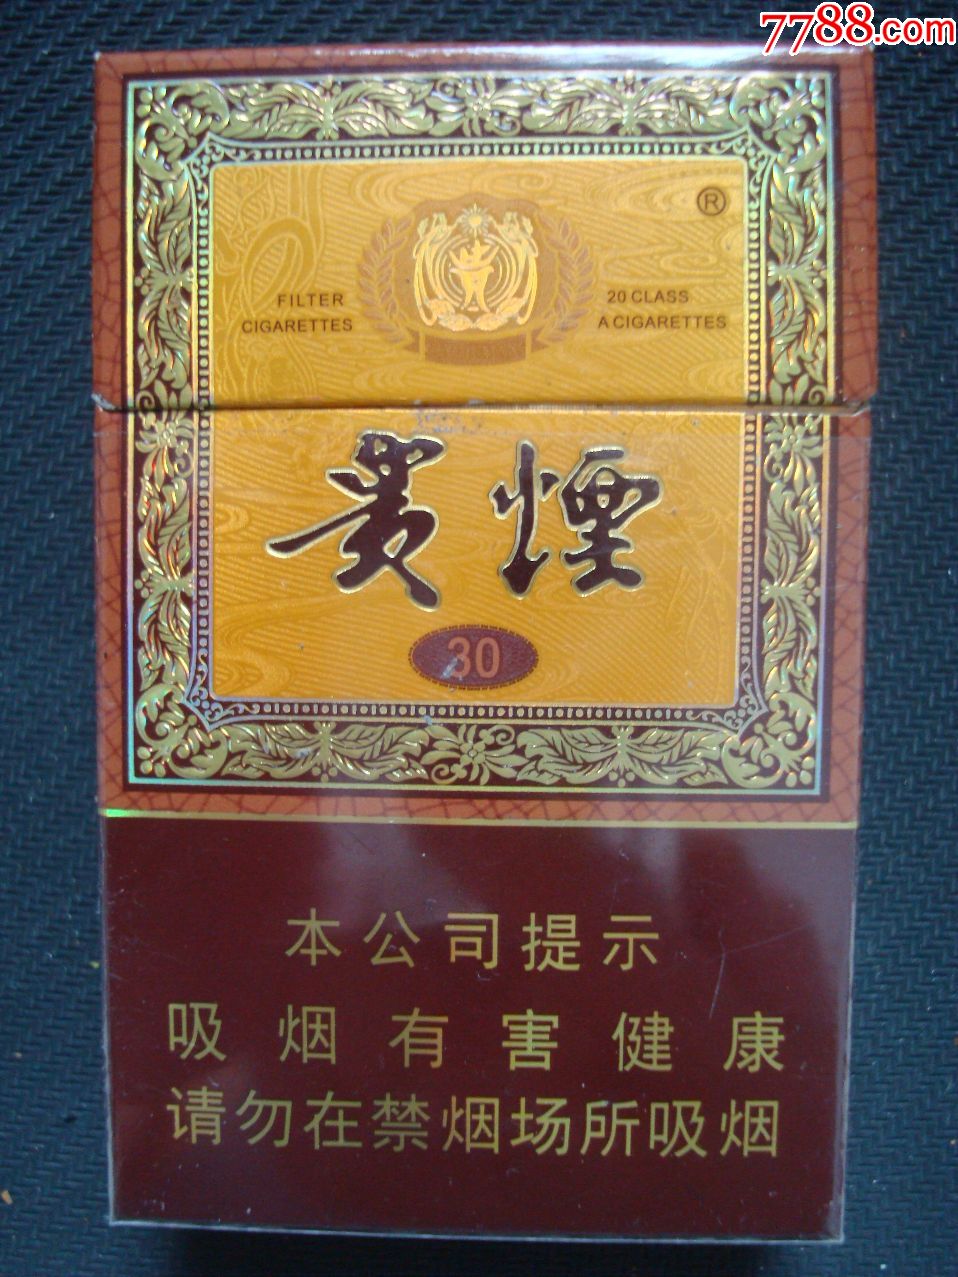 7788.com
®
FILTER
CIGARETTES
20 CLASS
A CIGARETTES
貴煙
30
本公司提示
吸烟有害健康
请勿在禁烟场所吸烟